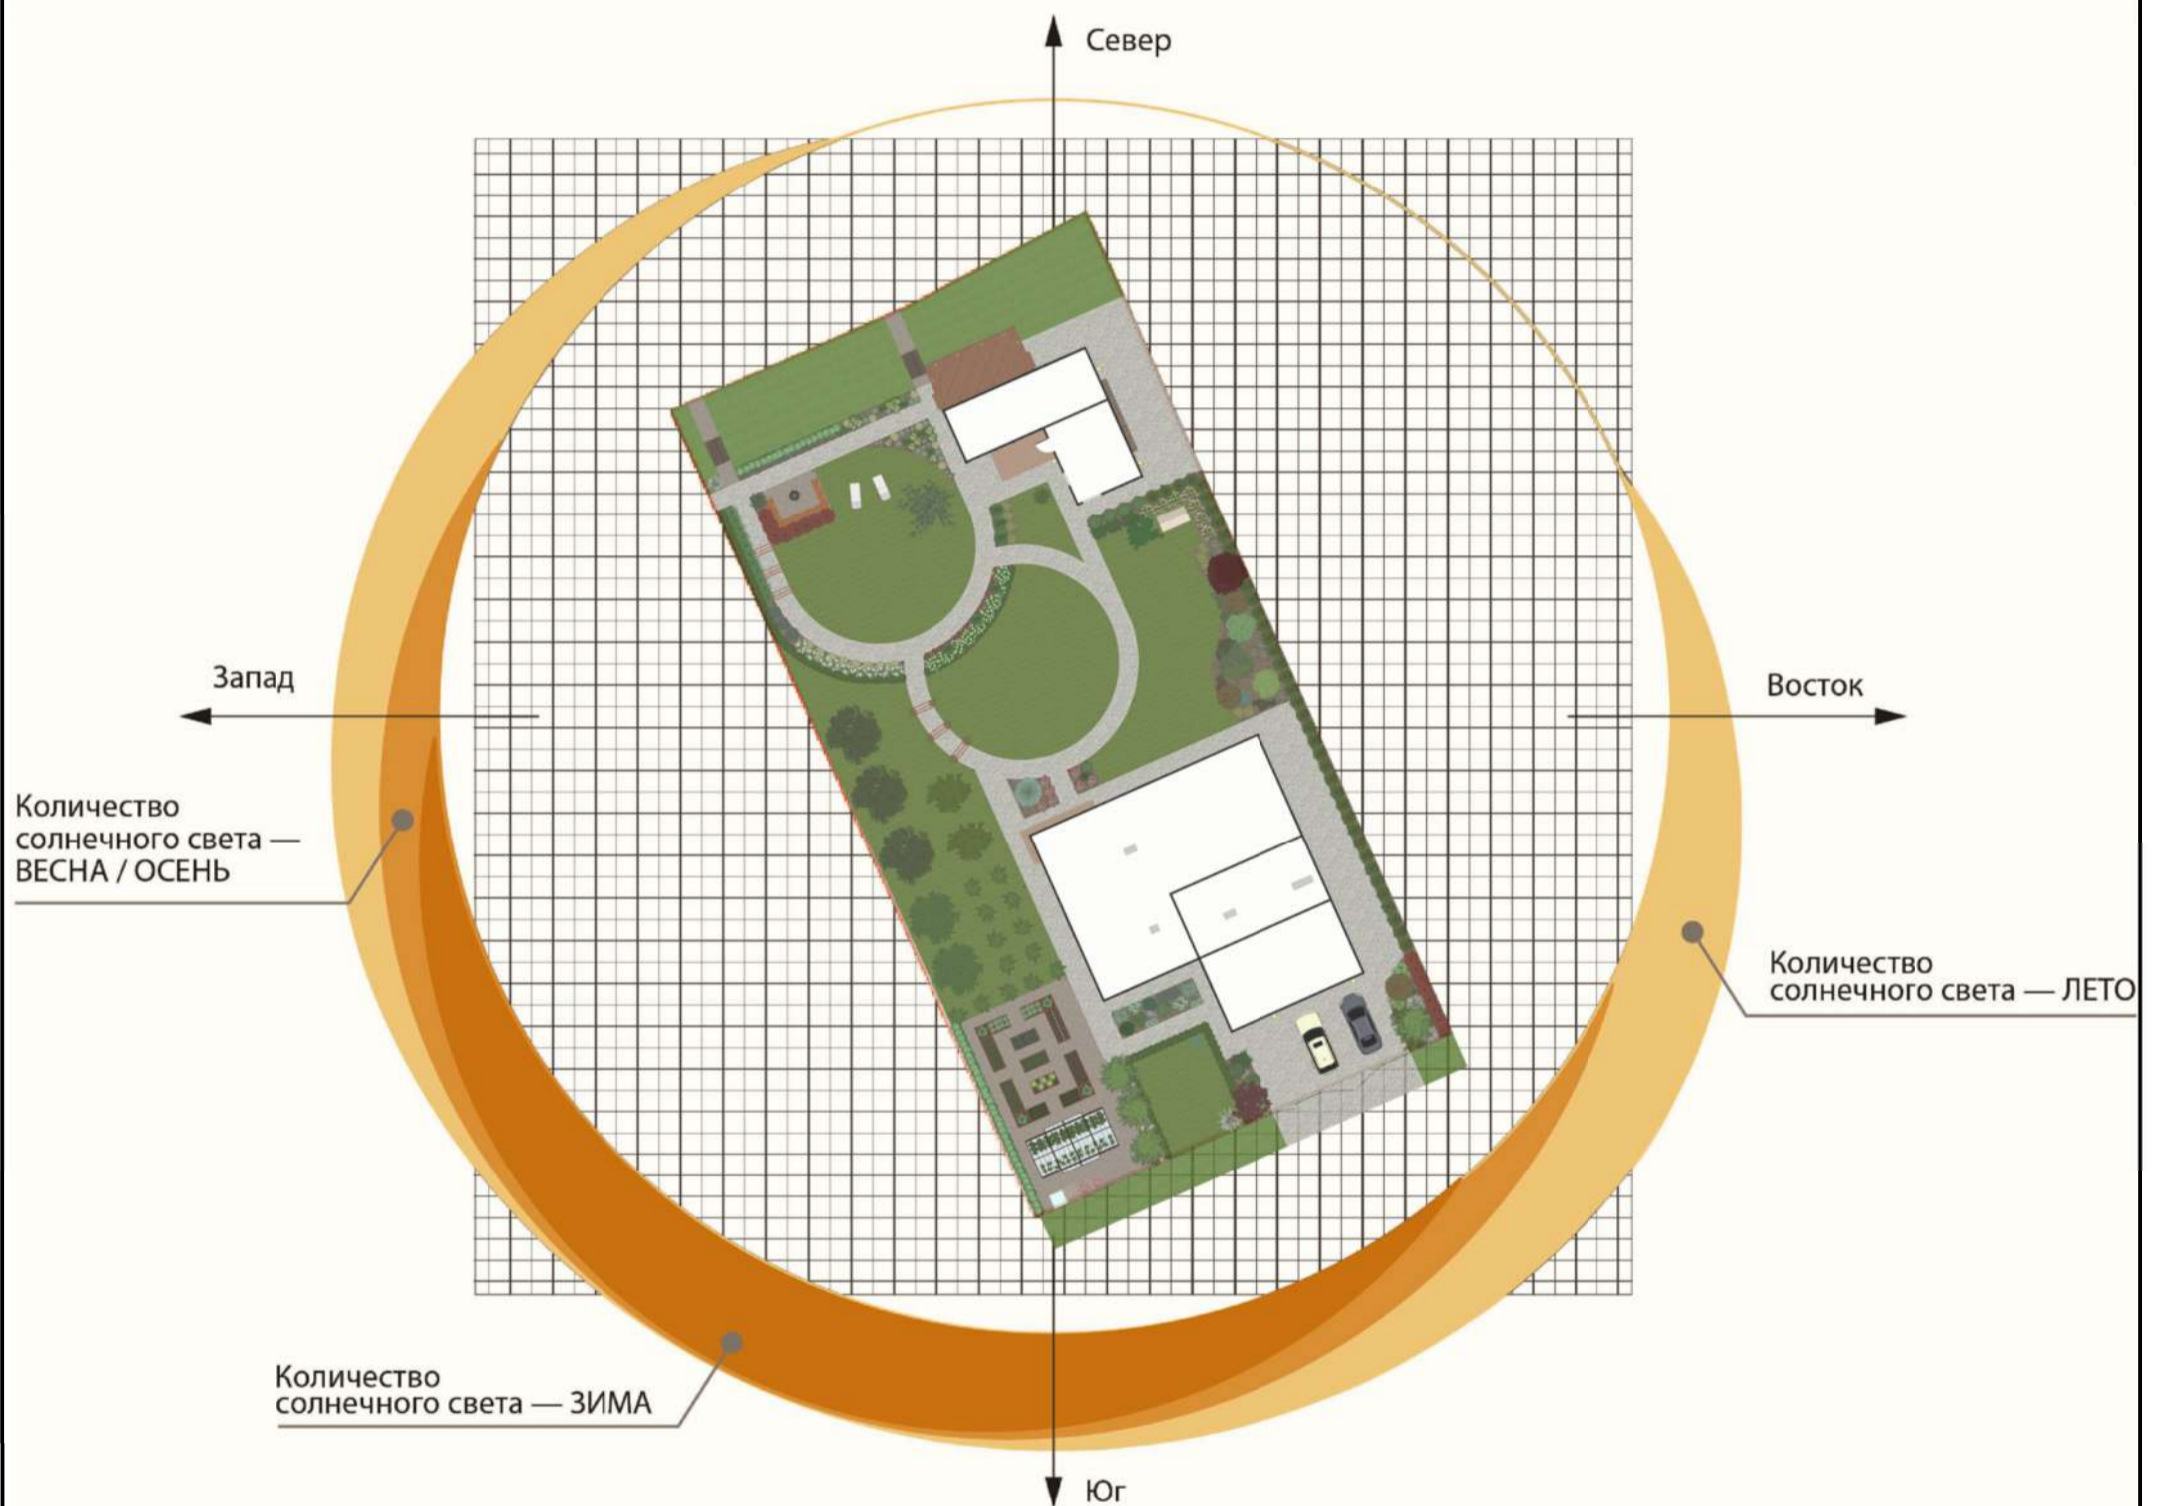 Север
Запад
Восток
Количество
солнечного света —
ВЕСНА / ОСЕНЬ
Количество
солнечного света — ЛЕТО
Количество
солнечного света — ЗИМА
Юг